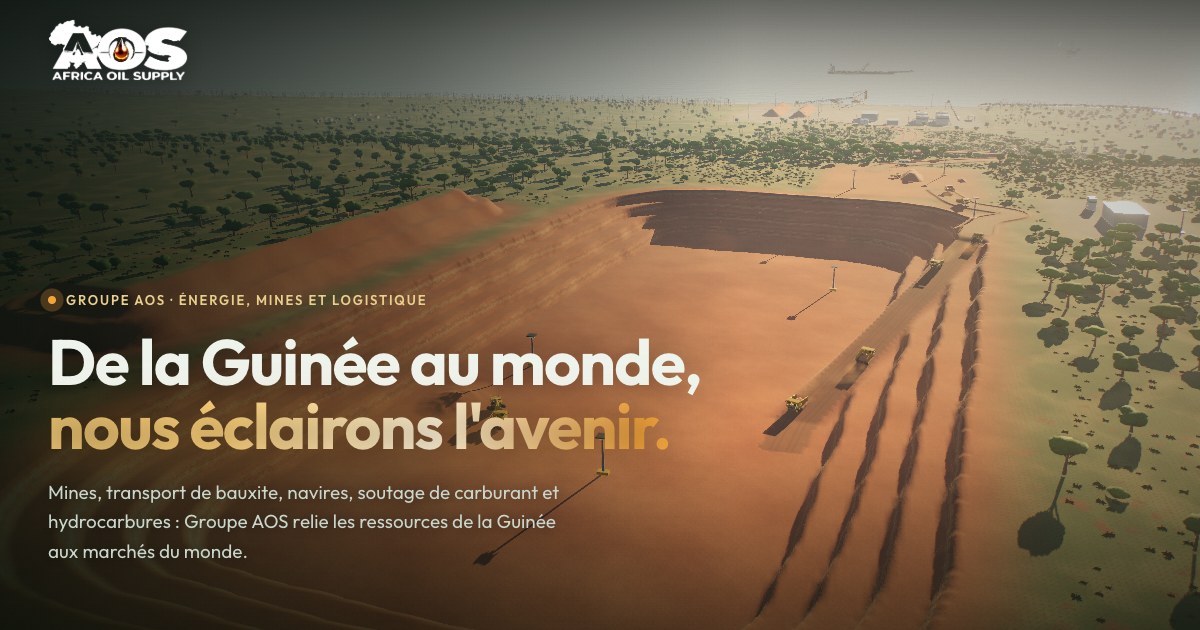 AOS
AFRICA OIL SUPPLY
GROUPE AOS · ÉNERGIE, MINES ET LOGISTIQUE
De la Guinée au monde,
nous éclairons l'avenir.
Mines, transport de bauxite, navires, soutage de carburant et
hydrocarbures : Groupe AOS relie les ressources de la Guinée
aux marchés du monde.